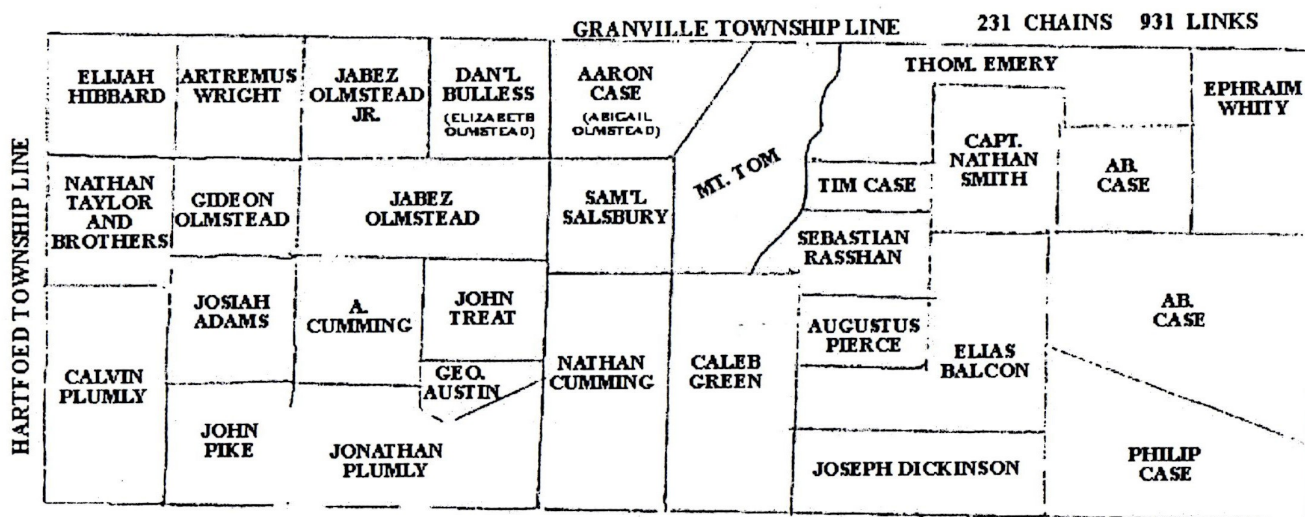 GRANVILLE TOWNSHIP LINE 231 CHAINS 931 LINKS
HARTFOED TOWNSHIP LINE
ELIJAH
HIBBARD
ARTREMUS
WRIGHT
JABEZ
OLMSTEAD
JR.
DAN'L
BULLESS
(ELIZABETH
OLMSTEAD)
AARON
CASE
(ABIGAIL
OLMSTEAD)
THOM. EMERY
EPHRAIM
WHITY
CAPT.
NATHAN
SMITH
AB.
CASE
NATHAN
TAYLOR
AND
BROTHERS
GIDEON
OLMSTEAD
JABEZ
OLMSTEAD
SAM'L
SALSBURY
MT. TOM
TIM CASE
SEBASTIAN
RASSHAN
JOSIAH
ADAMS
A.
CUMMING
JOHN
TREAT
AUGUSTUS
PIERCE
ELIAS
BALCON
AB.
CASE
CALVIN
PLUMLY
GEO.
AUSTIN
NATHAN
CUMMING
CALEB
GREEN
JOHN
PIKE
JONATHAN
PLUMLY
JOSEPH DICKINSON
PHILIP
CASE